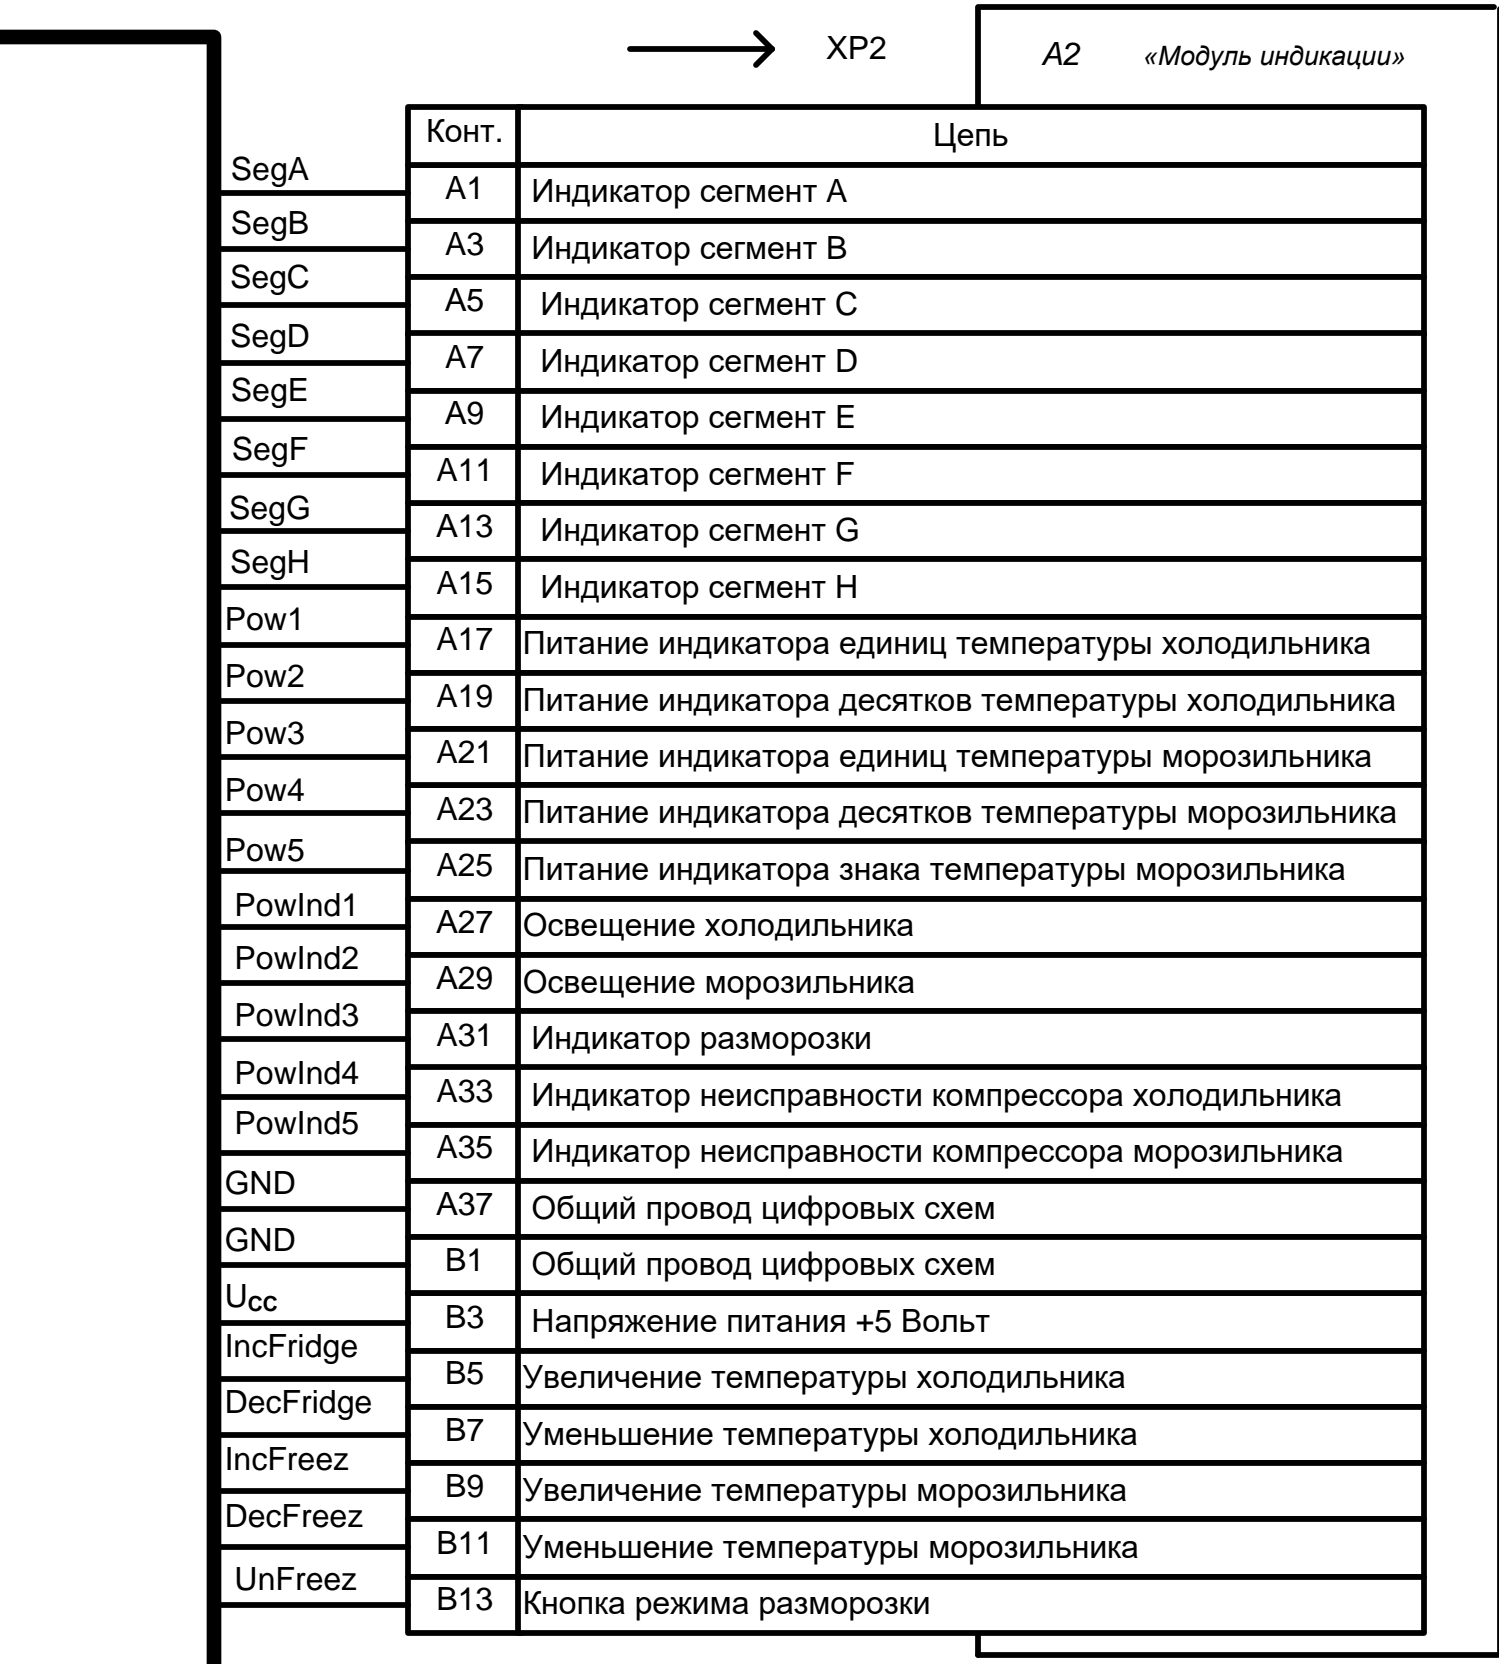 XP2
A2 «Модуль индикации»
Конт. Цепь
SegA A1 Индикатор сегмент A
SegB A3 Индикатор сегмент B
SegC A5 Индикатор сегмент C
SegD A7 Индикатор сегмент D
SegE A9 Индикатор сегмент E
SegF A11 Индикатор сегмент F
SegG A13 Индикатор сегмент G
SegH A15 Индикатор сегмент H
Pow1 A17 Питание индикатора единиц температуры холодильника
Pow2 A19 Питание индикатора десятков температуры холодильника
Pow3 A21 Питание индикатора единиц температуры морозильника
Pow4 A23 Питание индикатора десятков температуры морозильника
Pow5 A25 Питание индикатора знака температуры морозильника
PowInd1 A27 Освещение холодильника
PowInd2 A29 Освещение морозильника
PowInd3 A31 Индикатор разморозки
PowInd4 A33 Индикатор неисправности компрессора холодильника
PowInd5 A35 Индикатор неисправности компрессора морозильника
GND A37 Общий провод цифровых схем
GND B1 Общий провод цифровых схем
Ucc B3 Напряжение питания +5 Вольт
IncFridge B5 Увеличение температуры холодильника
DecFridge B7 Уменьшение температуры холодильника
IncFreez B9 Увеличение температуры морозильника
DecFreez B11 Уменьшение температуры морозильника
UnFreez B13 Кнопка режима разморозки